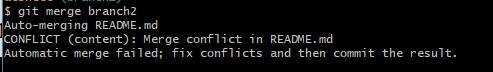 $ git merge branch2
Auto-merging README.md
CONFLICT (content): Merge conflict in README.md
Automatic merge failed; fix conflicts and then commit the result.